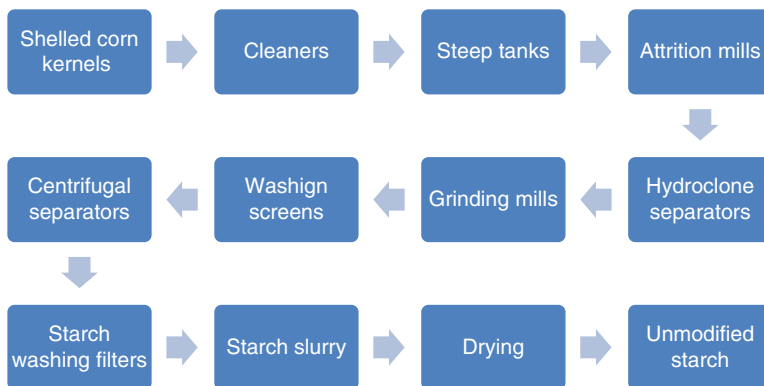 Shelled corn
kernels
Cleaners
Steep tanks
Attrition mills
Hydroclone
separators
Grinding mills
Washign
screens
Centrifugal
separators
Starch
washing filters
Starch slurry
Drying
Unmodified
starch